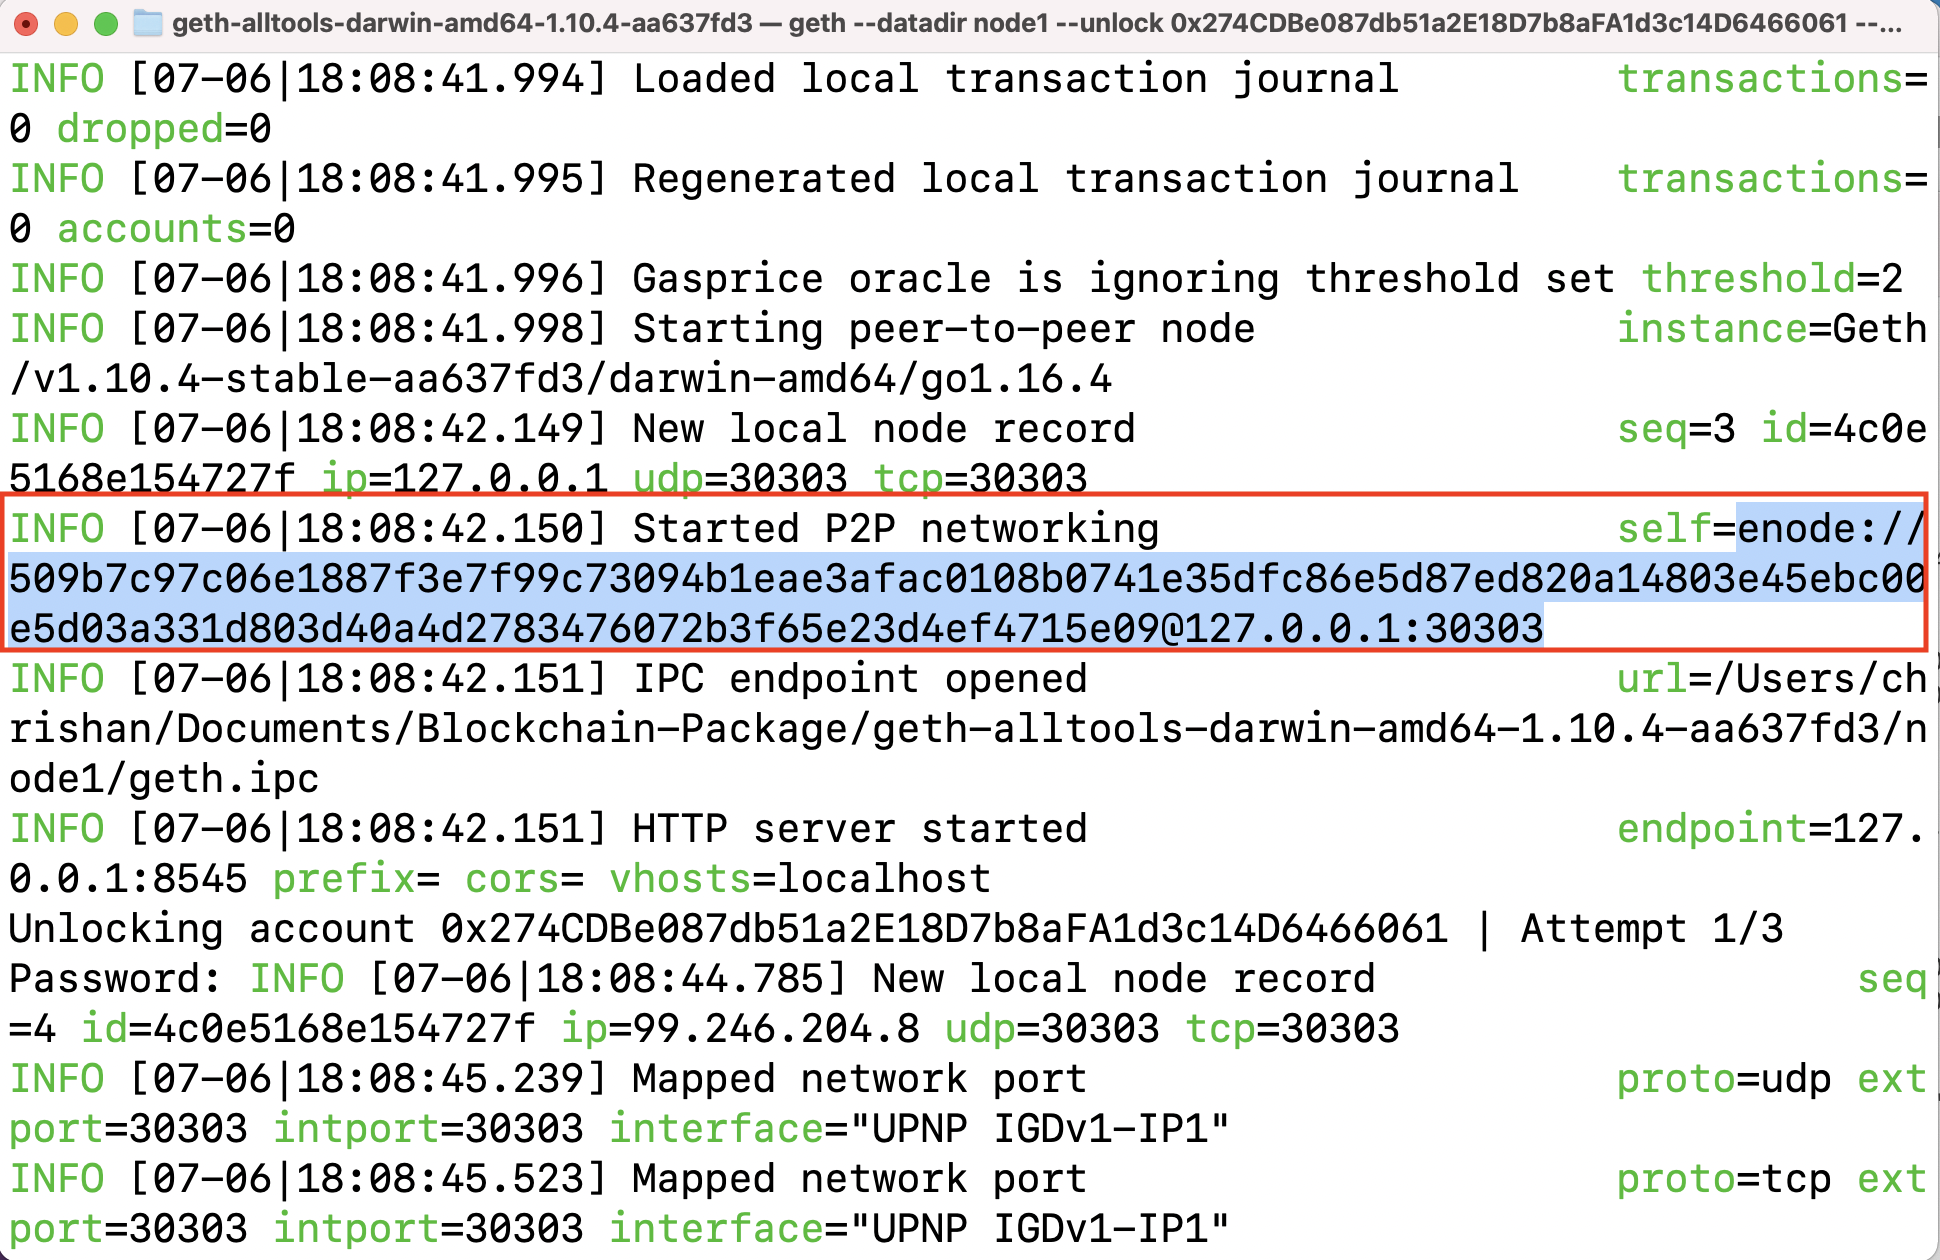 geth-alltools-darwin-amd64-1.10.4-aa637fd3 — geth --datadir node1 --unlock 0x274CDBe087db51a2E18D7b8aFA1d3c14D6466061 --...
INFO [07-06|18:08:41.994] Loaded local transaction journal transactions=
0 dropped=0
INFO [07-06|18:08:41.995] Regenerated local transaction journal transactions=
0 accounts=0
INFO [07-06|18:08:41.996] Gasprice oracle is ignoring threshold set threshold=2
INFO [07-06|18:08:41.998] Starting peer-to-peer node instance=Geth
/v1.10.4-stable-aa637fd3/darwin-amd64/go1.16.4
INFO [07-06|18:08:42.149] New local node record seq=3 id=4c0e
5168e154727f ip=127.0.0.1 udp=30303 tcp=30303
INFO [07-06|18:08:42.150] Started P2P networking self=enode://
509b7c97c06e1887f3e7f99c73094b1eae3afac0108b0741e35dfc86e5d87ed820a14803e45ebc00
e5d03a331d803d40a4d2783476072b3f65e23d4ef4715e09@127.0.0.1:30303
INFO [07-06|18:08:42.151] IPC endpoint opened url=/Users/ch
rishan/Documents/Blockchain-Package/geth-alltools-darwin-amd64-1.10.4-aa637fd3/n
ode1/geth.ipc
INFO [07-06|18:08:42.151] HTTP server started endpoint=127.
0.0.1:8545 prefix= cors= vhosts=localhost
Unlocking account 0x274CDBe087db51a2E18D7b8aFA1d3c14D6466061 | Attempt 1/3
Password: INFO [07-06|18:08:44.785] New local node record seq
=4 id=4c0e5168e154727f ip=99.246.204.8 udp=30303 tcp=30303
INFO [07-06|18:08:45.239] Mapped network port proto=udp ext
port=30303 intport=30303 interface="UPNP IGDv1-IP1"
INFO [07-06|18:08:45.523] Mapped network port proto=tcp ext
port=30303 intport=30303 interface="UPNP IGDv1-IP1"